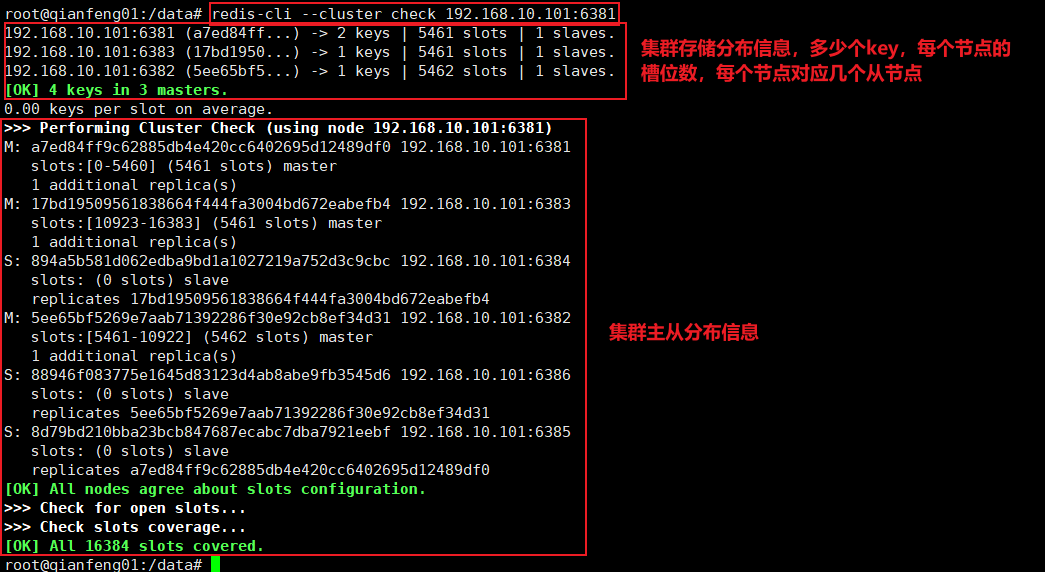 root@qianfeng01:/data# redis-cli --cluster check 192.168.10.101:6381
192.168.10.101:6381 (a7ed84ff...) -> 2 keys | 5461 slots | 1 slaves.
192.168.10.101:6383 (17bd1950...) -> 1 keys | 5461 slots | 1 slaves.
192.168.10.101:6382 (5ee65bf5...) -> 1 keys | 5462 slots | 1 slaves.
[OK] 4 keys in 3 masters.
集群存储分布信息，多少个key，每个节点的
槽位数，每个节点对应几个从节点
0.00 keys per slot on average.
>>> Performing Cluster Check (using node 192.168.10.101:6381)
M: a7ed84ff9c62885db4e420cc6402695d12489df0 192.168.10.101:6381
slots:[0-5460] (5461 slots) master
1 additional replica(s)
M: 17bd19509561838664f444fa3004bd672eabefb4 192.168.10.101:6383
slots:[10923-16383] (5461 slots) master
1 additional replica(s)
S: 894a5b581d062edba9bd1a1027219a752d3c9cbc 192.168.10.101:6384
slots: (0 slots) slave
replicates 17bd19509561838664f444fa3004bd672eabefb4
M: 5ee65bf5269e7aab71392286f30e92cb8ef34d31 192.168.10.101:6382
slots:[5461-10922] (5462 slots) master
1 additional replica(s)
S: 88946f083775e1645d83123d4ab8abe9fb3545d6 192.168.10.101:6386
slots: (0 slots) slave
replicates 5ee65bf5269e7aab71392286f30e92cb8ef34d31
S: 8d79bd210bba23bcb847687ecabc7dba7921eebf 192.168.10.101:6385
slots: (0 slots) slave
replicates a7ed84ff9c62885db4e420cc6402695d12489df0
[OK] All nodes agree about slots configuration.
>>> Check for open slots...
>>> Check slots coverage...
[OK] All 16384 slots covered.
集群主从分布信息
root@qianfeng01:/data#